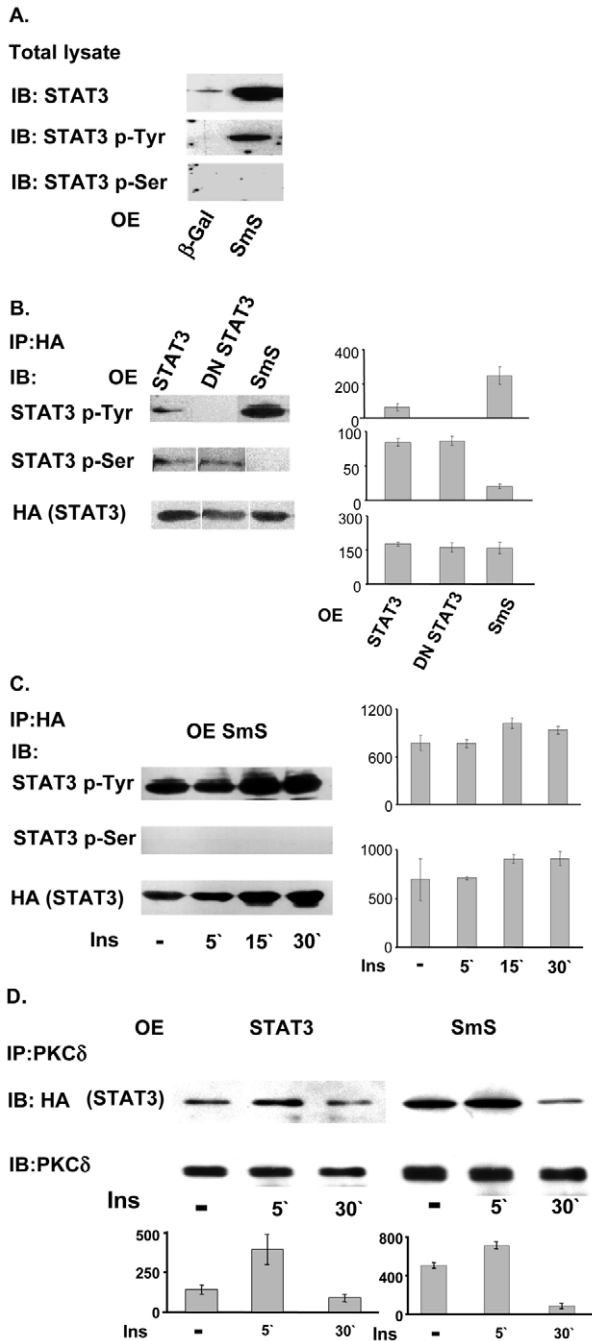 A.
Total lysate
IB: STAT3
IB: STAT3 p-Tyr
IB: STAT3 p-Ser
OE
β-Gal
SmS
B.
IP:HA
IB: OE STAT3 DN STAT3 SmS
STAT3 p-Tyr
STAT3 p-Ser
HA (STAT3)
400
200
0
100
50
0
300
150
0
OE STAT3 DN STAT3 SmS
C.
IP:HA
OE SmS
IB:
STAT3 p-Tyr
STAT3 p-Ser
HA (STAT3)
Ins - 5` 15` 30`
1200
600
0
1000
500
0
Ins - 5` 15` 30`
D.
OE STAT3 SmS
IP:PKCδ
IB: HA (STAT3)
IB:PKCδ
Ins - 5` 30` - 5` 30`
500
250
0
Ins - 5` 30`
800
400
0
Ins - 5` 30`